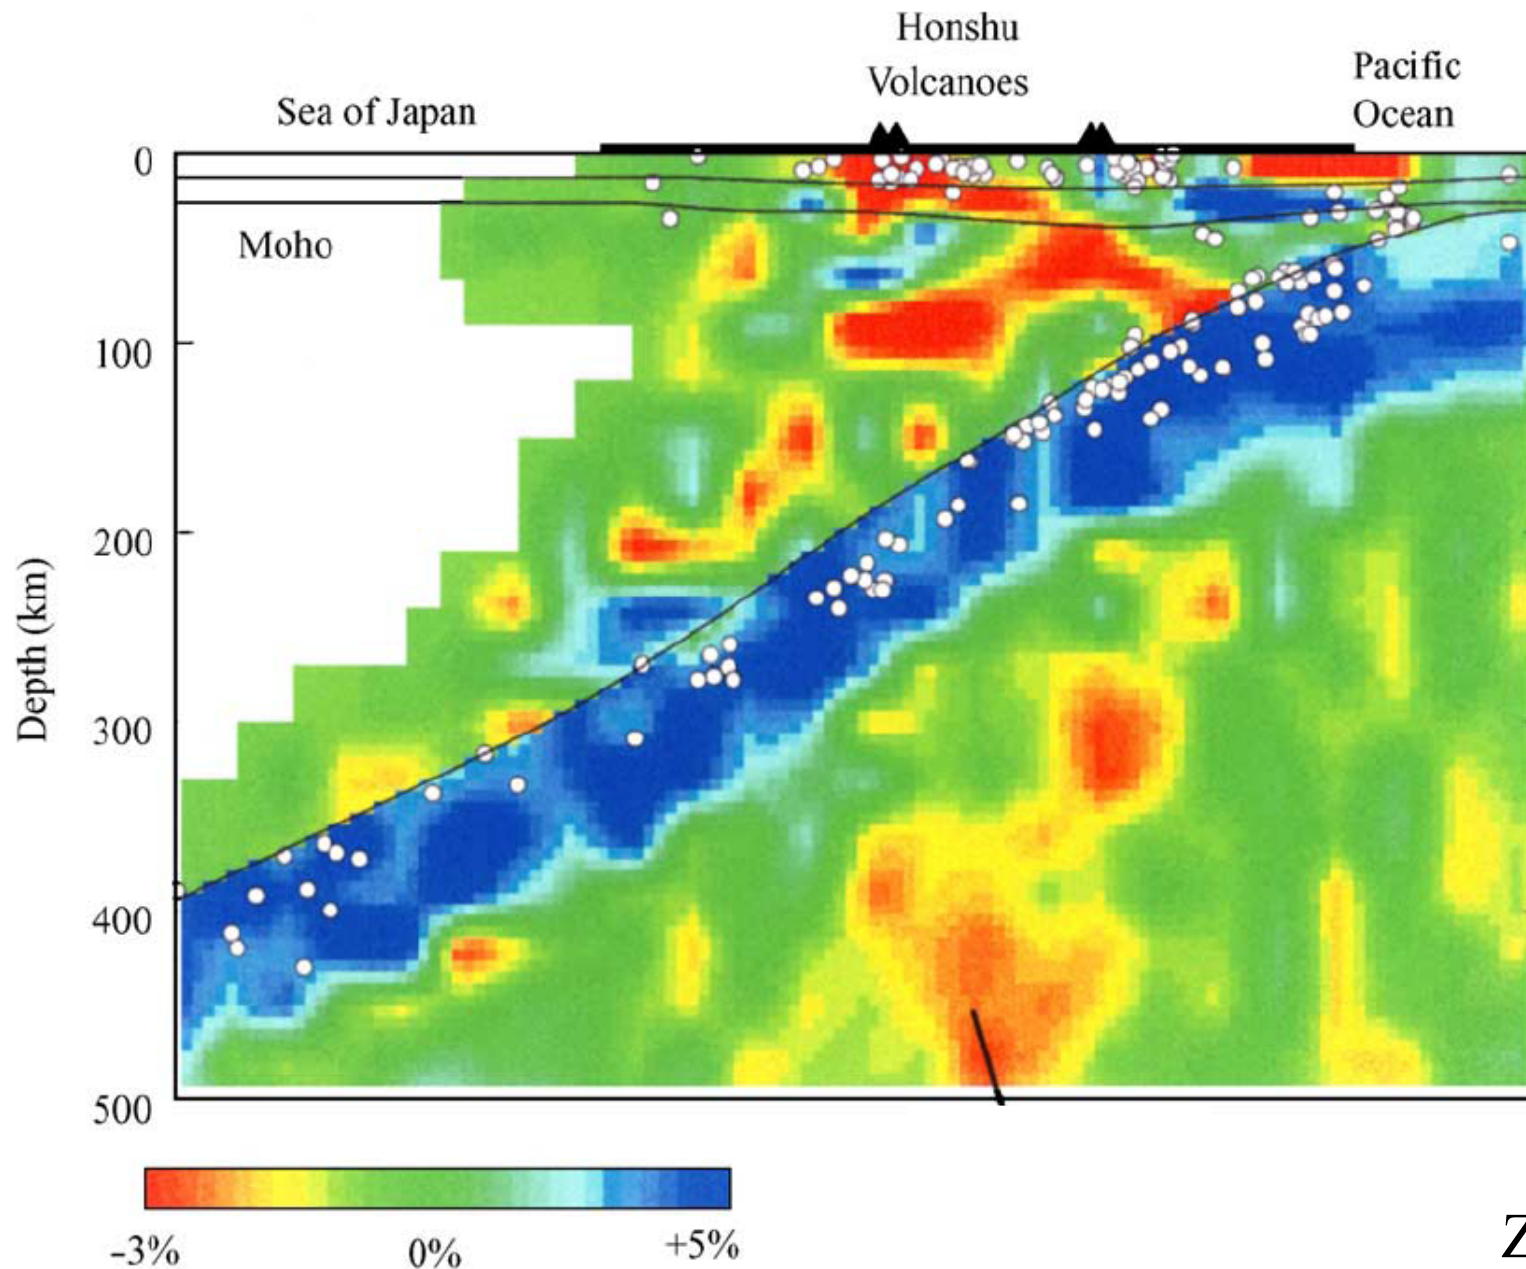 Honshu
Volcanoes
Pacific
Ocean
Sea of Japan
0
Moho
100
200
300
400
500
Depth (km)
-3%
0%
+5%
Z